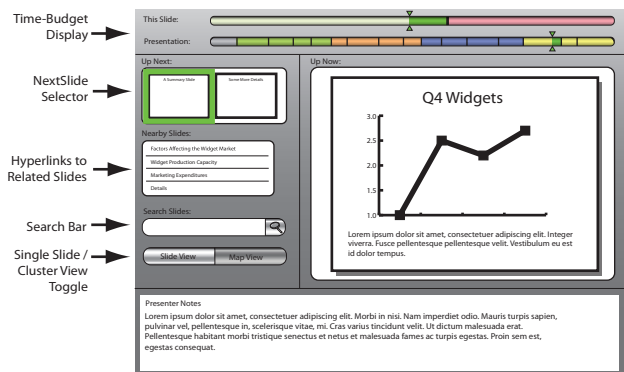 Time-Budget
Display
NextSlide
Selector
Hyperlinks to
Related Slides
Search Bar
Single Slide /
Cluster View
Toggle
This Slide:
Presentation:
Up Next:
A Summary Slide
Some More Details
Nearby Slides:
Factors Affecting the Widget Market
Widget Production Capacity
Marketing Expenditures
Details
Search Slides:
Slide View
Map View
Up Now:
Q4 Widgets
3.0
2.5
2.0
1.5
1.0
Lorem ipsum dolor sit amet, consectetuer adipiscing elit. Integer
viverra. Fusce pellentesque pellentesque velit. Vestibulum eu est
id dolor tempus.
Presenter Notes
Lorem ipsum dolor sit amet, consectetuer adipiscing elit. Morbi in nisi. Nam imperdiet odio. Mauris turpis sapien,
pulvinar vel, pellentesque in, scelerisque vitae, mi. Cras varius tincidunt velit. Ut dictum malesuada erat.
Pellentesque habitant morbi tristique senectus et netus et malesuada fames ac turpis egestas. Proin sem est,
egestas consequat.